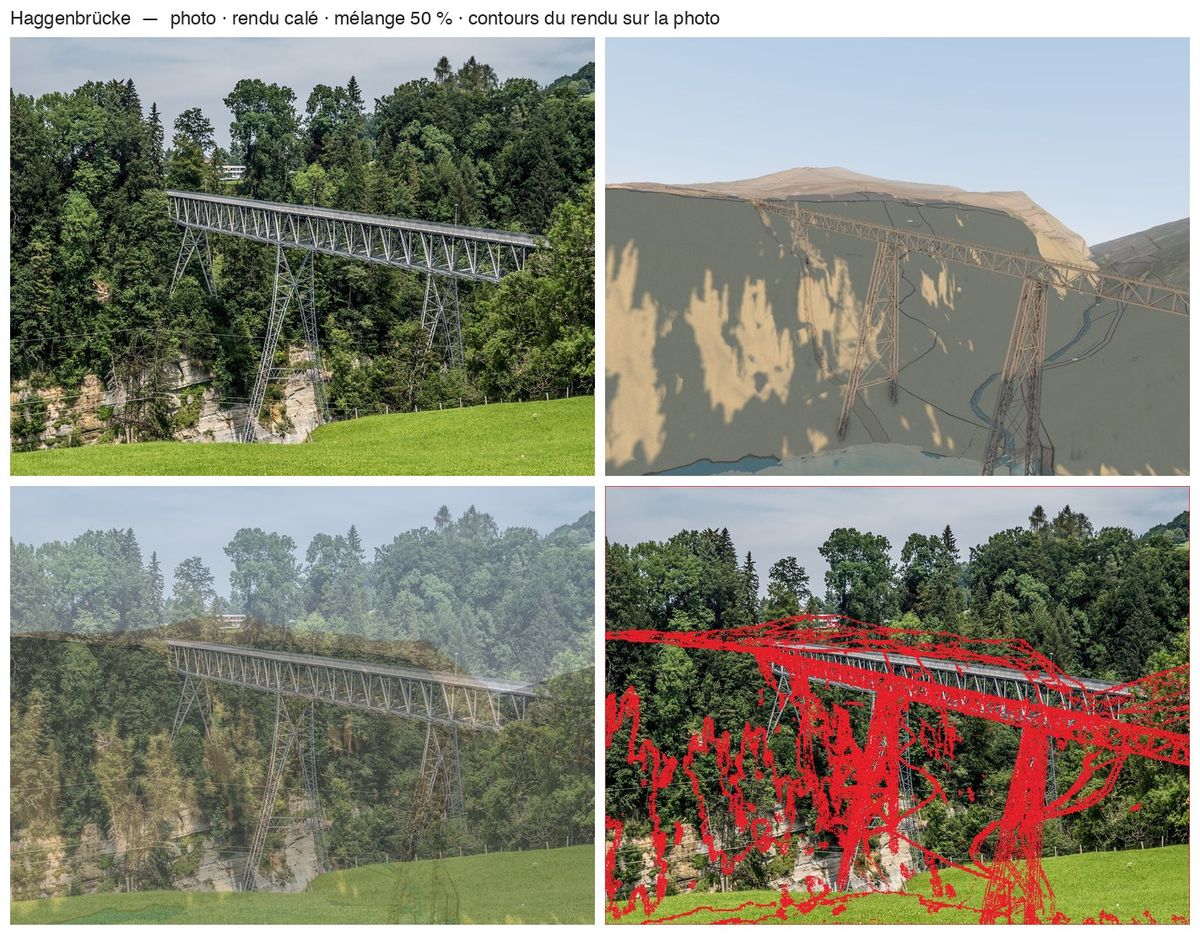 Haggenbrücke — photo · rendu calé · mélange 50 % · contours du rendu sur la photo